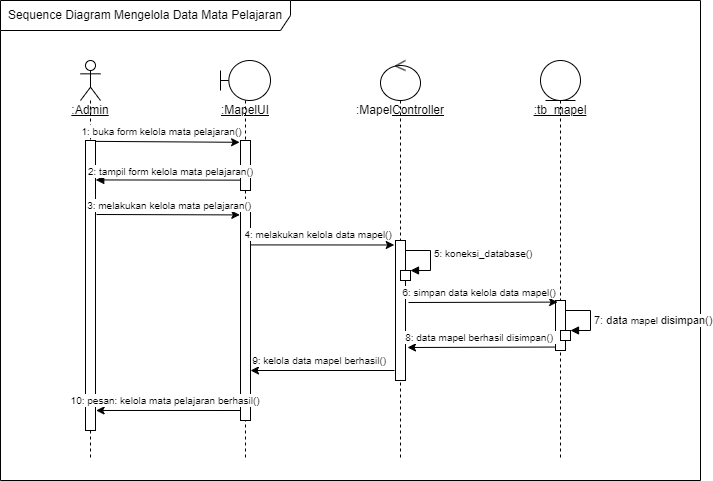 Sequence Diagram Mengelola Data Mata Pelajaran
:Admin
:MapelUI
:MapelController
:tb_mapel
1: buka form kelola mata pelajaran()
2: tampil form kelola mata pelajaran()
3: melakukan kelola mata pelajaran()
4: melakukan kelola data mapel()
5: koneksi_database()
6: simpan data kelola data mapel()
7: data mapel disimpan()
8: data mapel berhasil disimpan()
9: kelola data mapel berhasil()
10: pesan: kelola mata pelajaran berhasil()